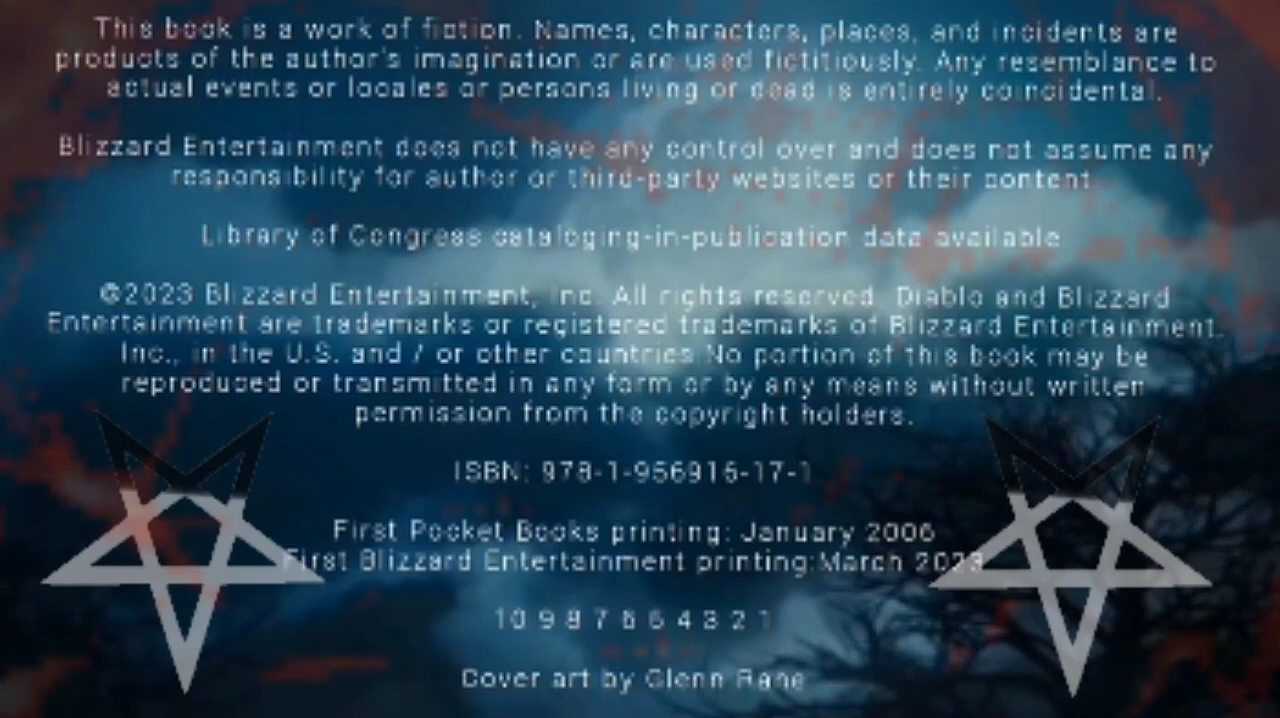 This book is a work of fiction. Names, characters, places, and incidents are
products of the author's imagination or are used fictitiously. Any resemblance to
actual events or locales or persons living or dead is entirely coincidental.
Blizzard Entertainment does not have any control over and does not assume any
responsibility for author or third-party websites or their content.
Library of Congress cataloging-in-publication data available
©2023 Blizzard Entertainment, Inc. All rights reserved. Diablo and Blizzard
Entertainment are trademarks or registered trademarks of Blizzard Entertainment,
Inc., in the U.S. and / or other countries No portion of this book may be
reproduced or transmitted in any form or by any means without written
permission from the copyright holders.
ISBN: 978-1-956916-17-1
First Pocket Books printing: January 2006
First Blizzard Entertainment printing:March 2023
10 9 8 7 6 5 4 3 2 1
Cover art by Glenn Rane